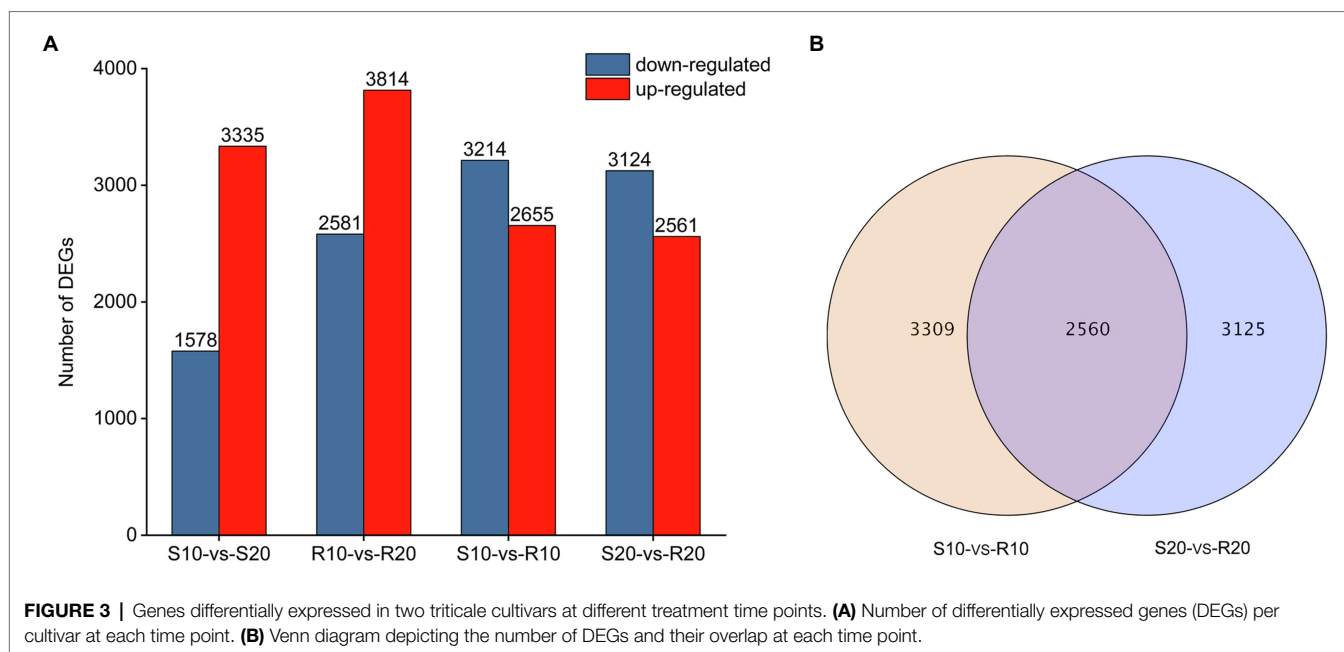 A
B
down-regulated
up-regulated
4000
3000
2000
1000
0
Number of DEGs
1578
3335
2581
3814
3214
2655
3124
2561
S10-vs-S20
R10-vs-R20
S10-vs-R10
S20-vs-R20
3309
2560
3125
S10-vs-R10
S20-vs-R20
FIGURE 3 | Genes differentially expressed in two triticale cultivars at different treatment time points. (A) Number of differentially expressed genes (DEGs) per
cultivar at each time point. (B) Venn diagram depicting the number of DEGs and their overlap at each time point.